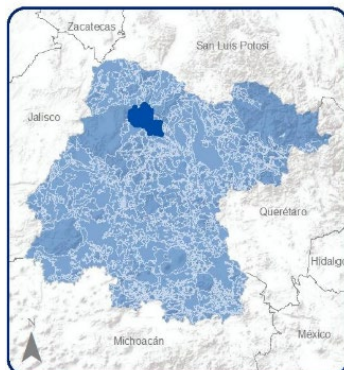 Zacatecas
San Luis Potosí
Jalisco
Querétaro
Hidalgo
Michoacán
México
N